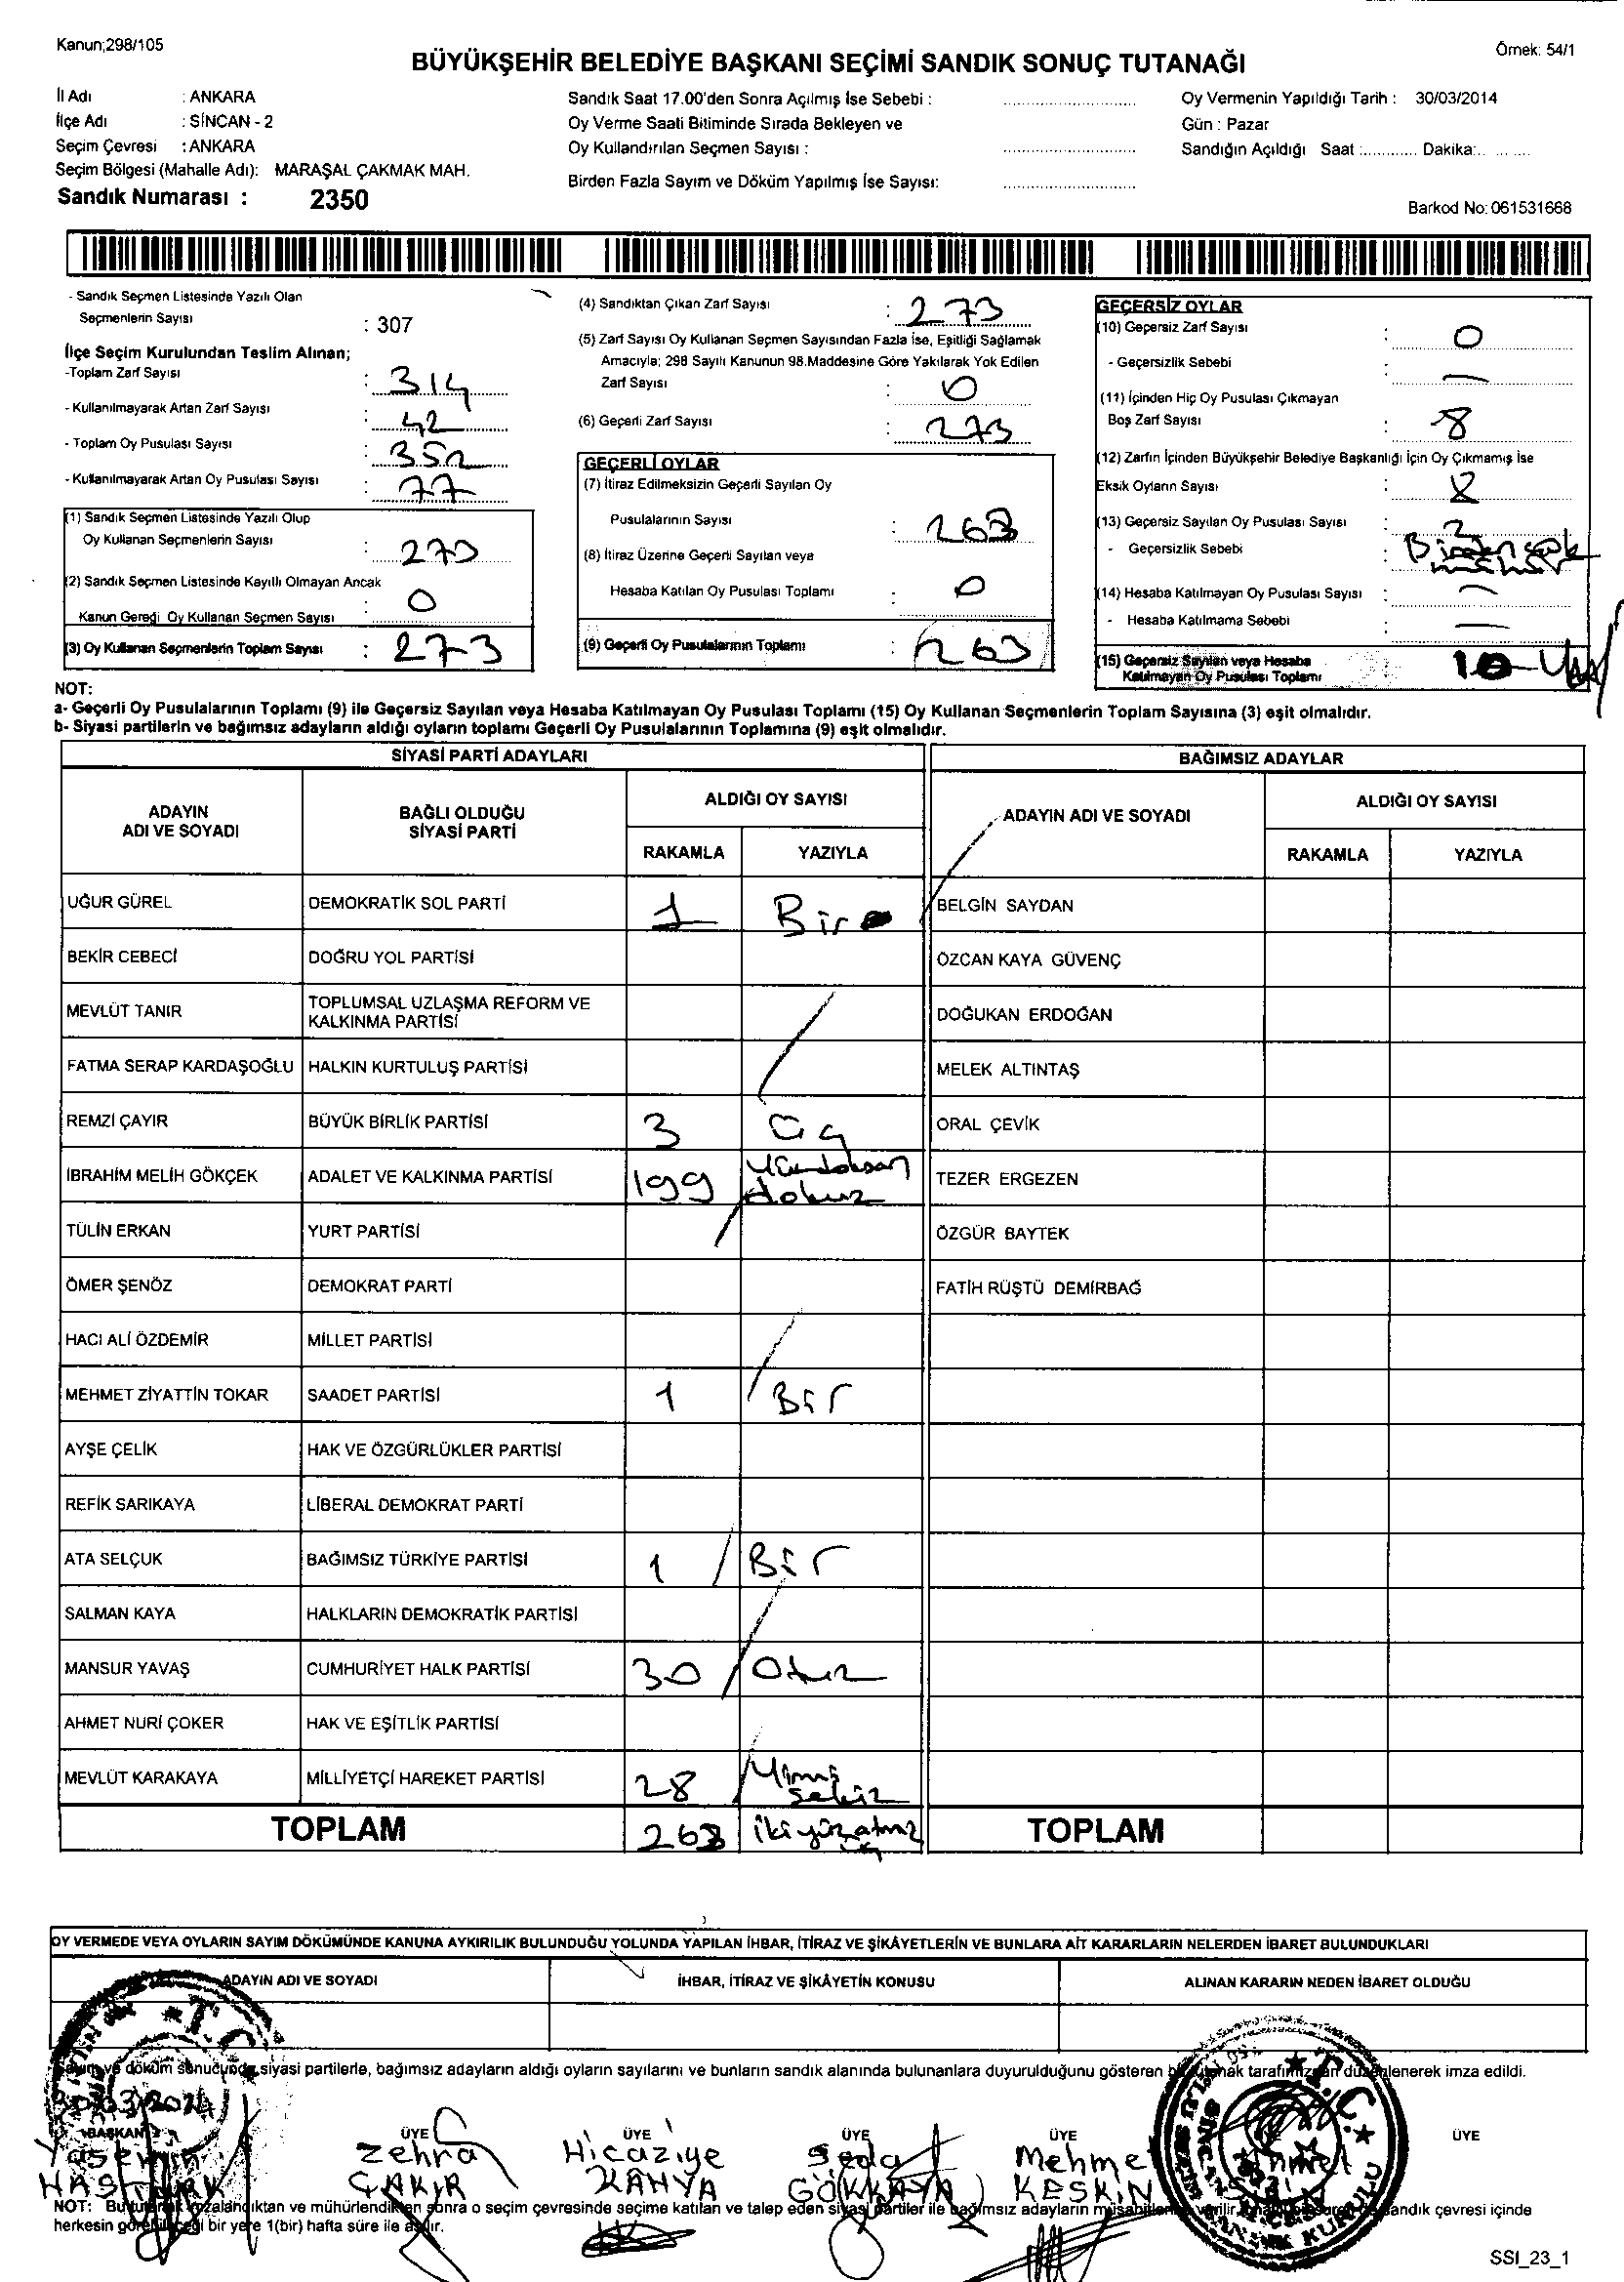 Kanun;298/105
Örnek: 54/1
BÜYÜKŞEHİR BELEDİYE BAŞKANI SEÇİMİ SANDIK SONUÇ TUTANAĞI
İl Adı : ANKARA
İlçe Adı : SİNCAN - 2
Seçim Çevresi : ANKARA
Seçim Bölgesi (Mahalle Adı): MARAŞAL ÇAKMAK MAH.
Sandık Numarası : 2350
Sandık Saat 17.00'den Sonra Açılmış İse Sebebi :
Oy Verme Saati Bitiminde Sırada Bekleyen ve
Oy Kullandırılan Seçmen Sayısı :
Birden Fazla Sayım ve Döküm Yapılmış İse Sayısı:
Oy Vermenin Yapıldığı Tarih : 30/03/2014
Gün : Pazar
Sandığın Açıldığı Saat :............ Dakika:.........
Barkod No: 061531668
- Sandık Seçmen Listesinde Yazılı Olan
Seçmenlerin Sayısı : 307
İlçe Seçim Kurulundan Teslim Alınan;
-Toplam Zarf Sayısı : 314
- Kullanılmayarak Artan Zarf Sayısı : 42
- Toplam Oy Pusulası Sayısı : 352
- Kullanılmayarak Artan Oy Pusulası Sayısı : 77
(1) Sandık Seçmen Listesinde Yazılı Olup
Oy Kullanan Seçmenlerin Sayısı : 273
(2) Sandık Seçmen Listesinde Kayıtlı Olmayan Ancak
Kanun Gereği Oy Kullanan Seçmen Sayısı : 0
(3) Oy Kullanan Seçmenlerin Toplam Sayısı : 273
(4) Sandıktan Çıkan Zarf Sayısı : 273
(5) Zarf Sayısı Oy Kullanan Seçmen Sayısından Fazla İse, Eşitliği Sağlamak
Amacıyla; 298 Sayılı Kanunun 98.Maddesine Göre Yakılarak Yok Edilen
Zarf Sayısı : 0
(6) Geçerli Zarf Sayısı : 273
GEÇERLİ OYLAR
(7) İtiraz Edilmeksizin Geçerli Sayılan Oy
Pusulalarının Sayısı : 263
(8) İtiraz Üzerine Geçerli Sayılan veya
Hesaba Katılan Oy Pusulası Toplamı : 0
(9) Geçerli Oy Pusulalarının Toplamı : 263
GEÇERSİZ OYLAR
(10) Geçersiz Zarf Sayısı : 0
- Geçersizlik Sebebi : —
(11) İçinden Hiç Oy Pusulası Çıkmayan
Boş Zarf Sayısı : 8
(12) Zarfın İçinden Büyükşehir Belediye Başkanlığı İçin Oy Çıkmamış İse
Eksik Oyların Sayısı :
(13) Geçersiz Sayılan Oy Pusulası Sayısı : 2
- Geçersizlik Sebebi :
(14) Hesaba Katılmayan Oy Pusulası Sayısı : —
- Hesaba Katılmama Sebebi : —
(15) Geçersiz Sayılan veya Hesaba
Katılmayan Oy Pusulası Toplamı 10
NOT:
a- Geçerli Oy Pusulalarının Toplamı (9) ile Geçersiz Sayılan veya Hesaba Katılmayan Oy Pusulası Toplamı (15) Oy Kullanan Seçmenlerin Toplam Sayısına (3) eşit olmalıdır.
b- Siyasi partilerin ve bağımsız adayların aldığı oyların toplamı Geçerli Oy Pusulalarının Toplamına (9) eşit olmalıdır.
SİYASİ PARTİ ADAYLARI
ADAYIN ADI VE SOYADI
BAĞLI OLDUĞU SİYASİ PARTİ
ALDIĞI OY SAYISI
RAKAMLA YAZIYLA
UĞUR GÜREL DEMOKRATİK SOL PARTİ 1 Bir
BEKİR CEBECİ DOĞRU YOL PARTİSİ
MEVLÜT TANIR TOPLUMSAL UZLAŞMA REFORM VE
KALKINMA PARTİSİ
FATMA SERAP KARDAŞOĞLU HALKIN KURTULUŞ PARTİSİ
REMZİ ÇAYIR BÜYÜK BİRLİK PARTİSİ 3 Üç
İBRAHİM MELİH GÖKÇEK ADALET VE KALKINMA PARTİSİ 199 Yüzdoksan
dokuz
TÜLİN ERKAN YURT PARTİSİ
ÖMER ŞENÖZ DEMOKRAT PARTİ
HACI ALİ ÖZDEMİR MİLLET PARTİSİ
MEHMET ZİYATTİN TOKAR SAADET PARTİSİ 1 Bir
AYŞE ÇELİK HAK VE ÖZGÜRLÜKLER PARTİSİ
REFİK SARIKAYA LİBERAL DEMOKRAT PARTİ
ATA SELÇUK BAĞIMSIZ TÜRKİYE PARTİSİ 1 Bir
SALMAN KAYA HALKLARIN DEMOKRATİK PARTİSİ
MANSUR YAVAŞ CUMHURİYET HALK PARTİSİ 30 Otuz
AHMET NURİ ÇOKER HAK VE EŞİTLİK PARTİSİ
MEVLÜT KARAKAYA MİLLİYETÇİ HAREKET PARTİSİ 28 Yirmi
Sekiz
TOPLAM 263 ikiyüzatmış
üç
BAĞIMSIZ ADAYLAR
ADAYIN ADI VE SOYADI
ALDIĞI OY SAYISI
RAKAMLA YAZIYLA
BELGİN SAYDAN
ÖZCAN KAYA GÜVENÇ
DOĞUKAN ERDOĞAN
MELEK ALTINTAŞ
ORAL ÇEVİK
TEZER ERGEZEN
ÖZGÜR BAYTEK
FATİH RÜŞTÜ DEMİRBAĞ
TOPLAM
OY VERMEDE VEYA OYLARIN SAYIM DÖKÜMÜNDE KANUNA AYKIRILIK BULUNDUĞU YOLUNDA YAPILAN İHBAR, İTİRAZ VE ŞİKÂYETLERİN VE BUNLARA AİT KARARLARIN NELERDEN İBARET BULUNDUKLARI
ADAYIN ADI VE SOYADI
İHBAR, İTİRAZ VE ŞİKÂYETİN KONUSU
ALINAN KARARIN NEDEN İBARET OLDUĞU
döküm sonucunda siyasi partilerle, bağımsız adayların aldığı oyların sayılarını ve bunların sandık alanında bulunanlara duyurulduğunu gösteren bu tutanak tarafımızdan düzenlenerek imza edildi.
30/03/2014
BAŞKAN ÜYE ÜYE ÜYE ÜYE
Yasemin Zehra Hicaziye Seda Mehmet Ahmet
HASTÜRK ÇAKIR KAHYA GÖKKAYA KESKİN
NOT: Bu tutanak imzalandıktan ve mühürlendikten sonra o seçim çevresinde seçime katılan ve talep eden siyasi partiler ile bağımsız adayların müşahitlerine verilir sandık çevresi içinde
herkesin görebileceği bir yere 1(bir) hafta süre ile asılır.
SSI_23_1